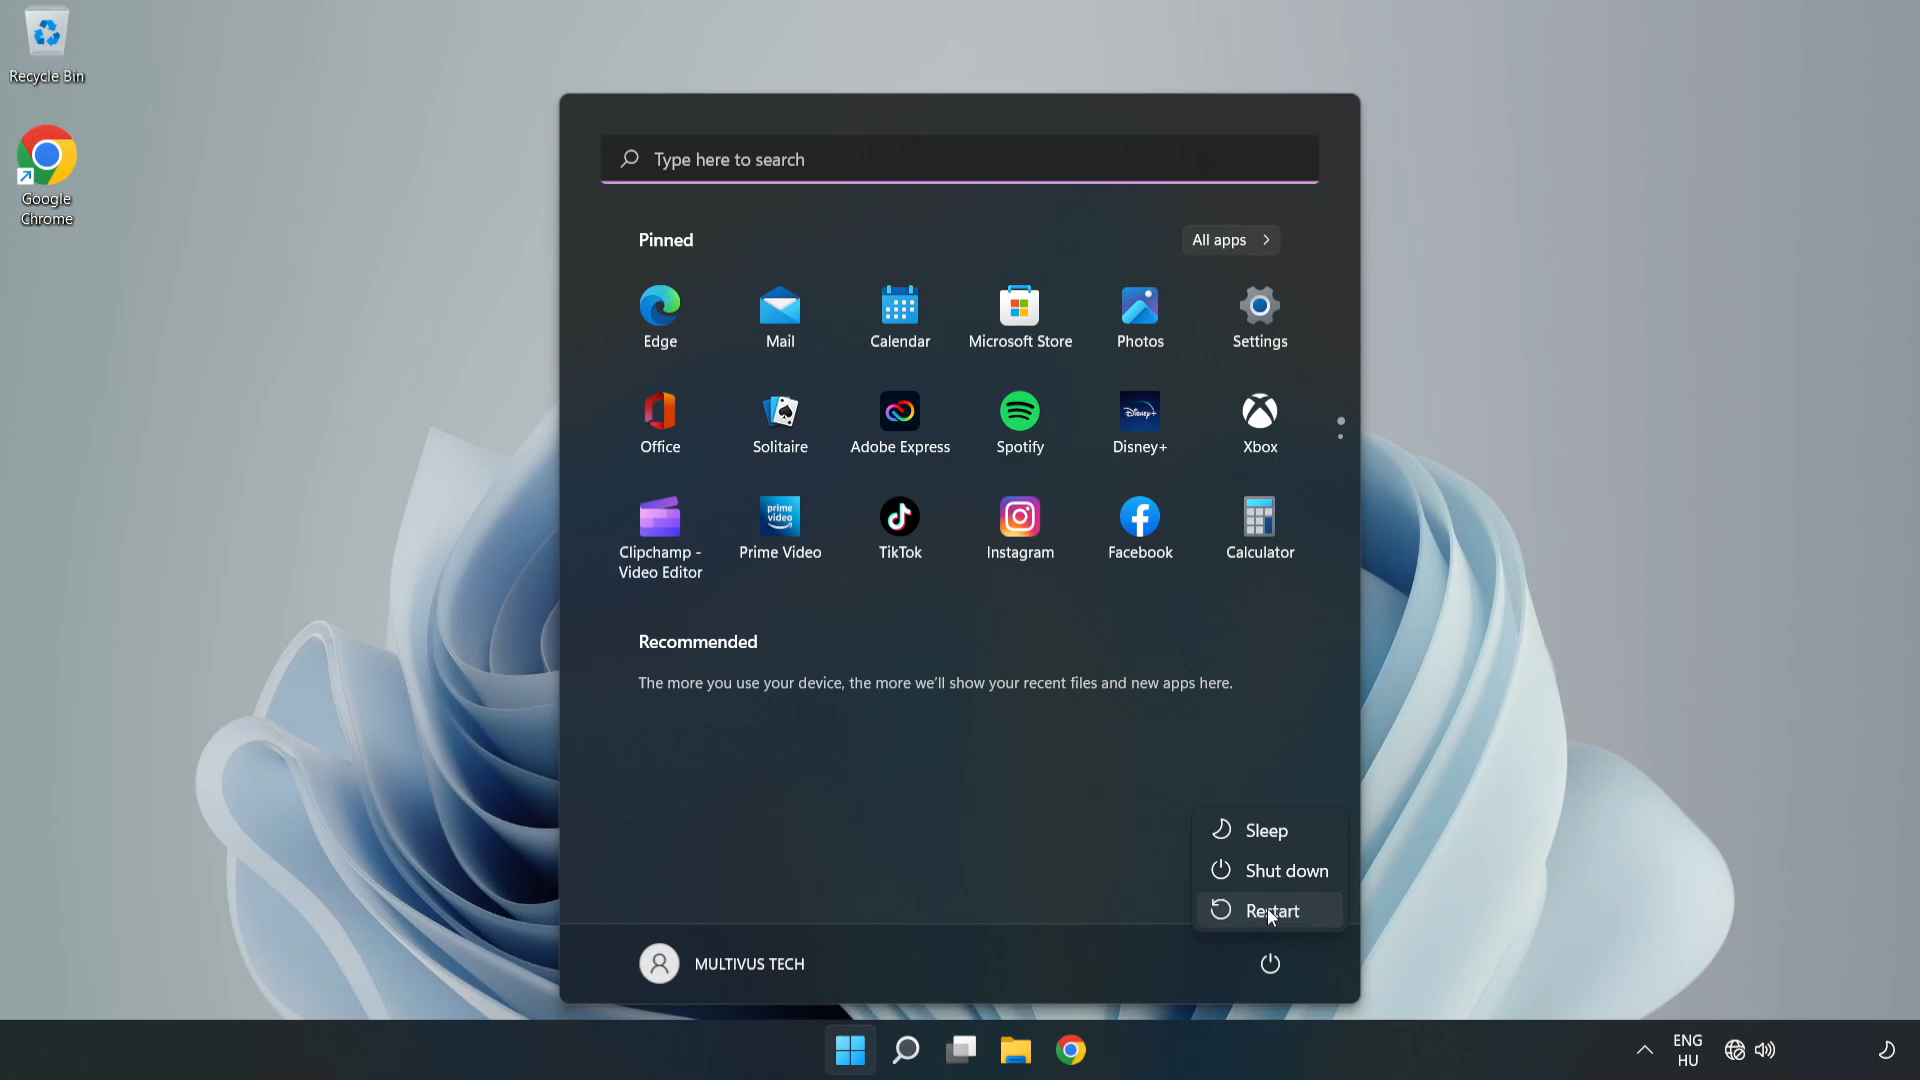 Recycle Bin
Google
Chrome
Type here to search
Pinned
All apps
Edge
Mail
Calendar
Microsoft Store
Photos
Settings
Office
Solitaire
Adobe Express
Spotify
Disney+
Disney+
Xbox
prime
video
Clipchamp -
Video Editor
Prime Video
TikTok
Instagram
Facebook
Calculator
Recommended
The more you use your device, the more we'll show your recent files and new apps here.
Sleep
Shut down
Restart
MULTIVUS TECH
ENG
HU